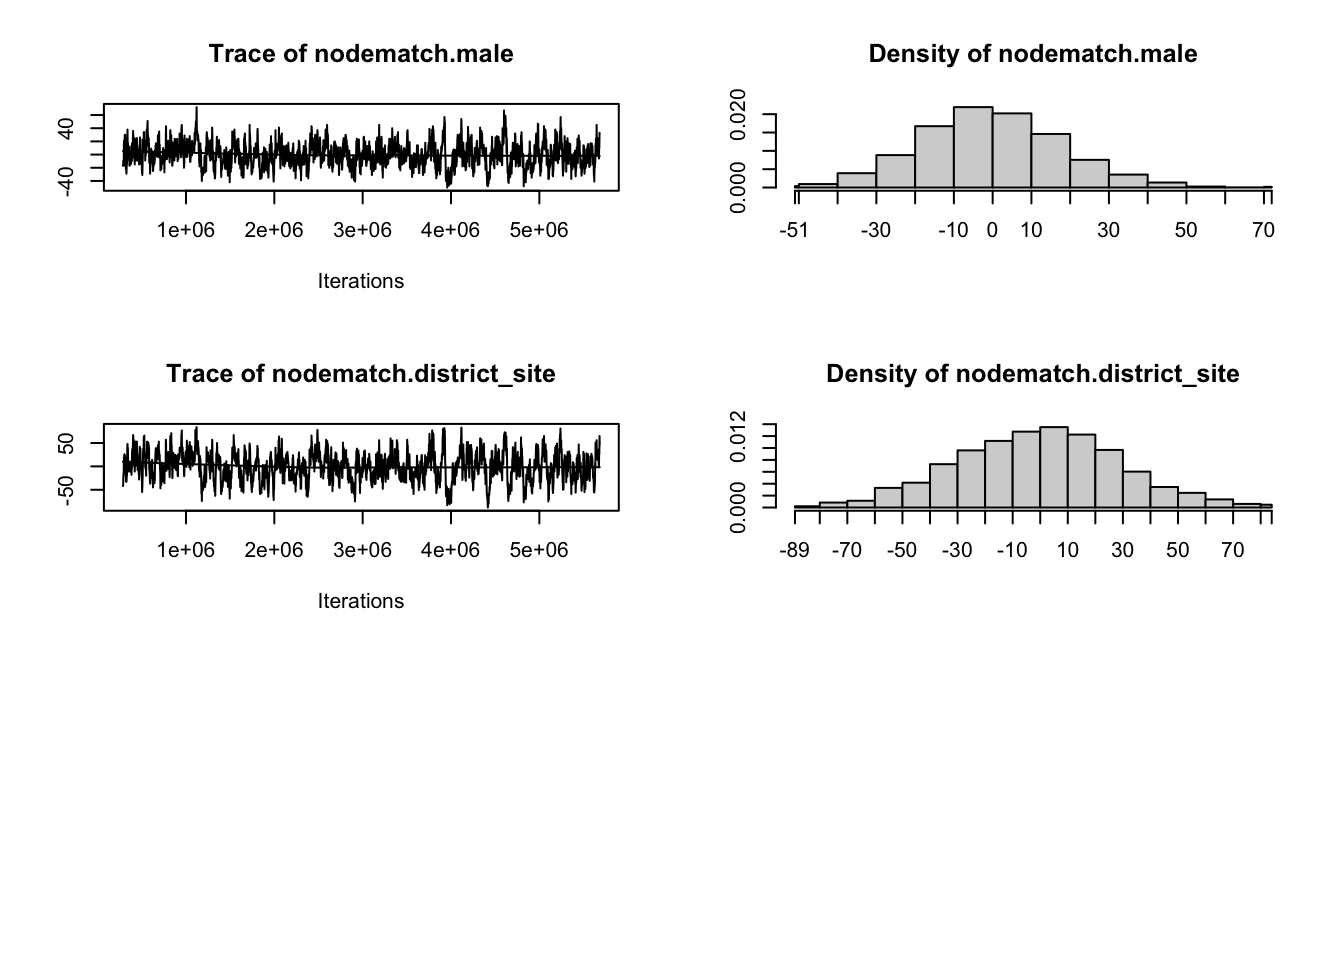 Trace of nodematch.male
40
-40
1e+06 2e+06 3e+06 4e+06 5e+06
Iterations
Density of nodematch.male
0.020
0.000
-51 -30 -10 0 10 30 50 70
Trace of nodematch.district_site
50
-50
1e+06 2e+06 3e+06 4e+06 5e+06
Iterations
Density of nodematch.district_site
0.012
0.000
-89 -70 -50 -30 -10 10 30 50 70